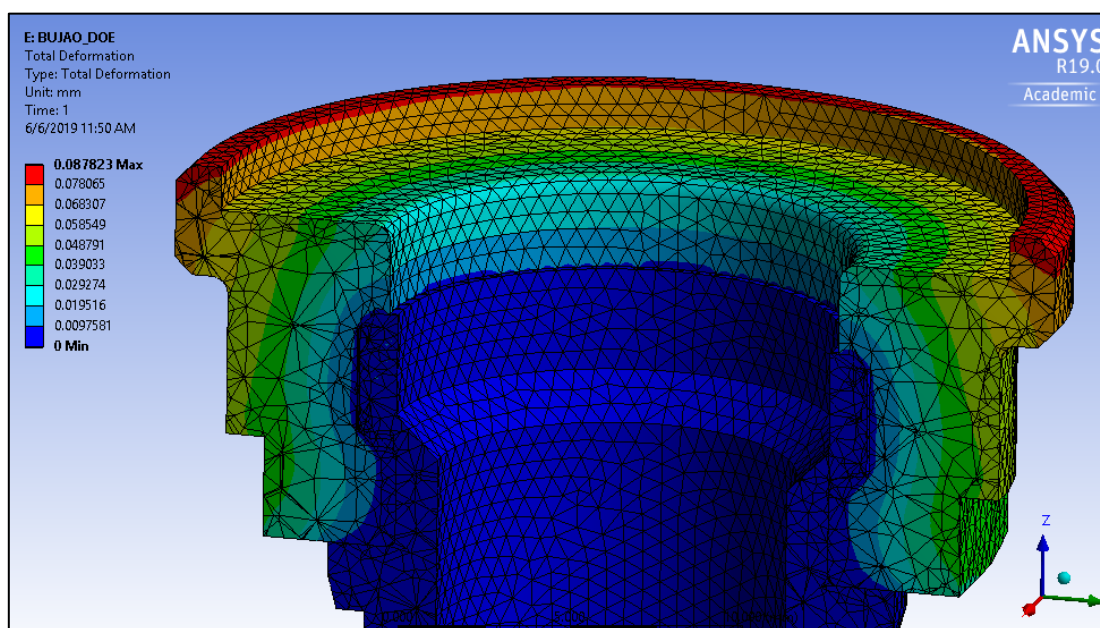 E: BUJAO_DOE
Total Deformation
Type: Total Deformation
Unit: mm
Time: 1
6/6/2019 11:50 AM
0.087823 Max
0.078065
0.068307
0.058549
0.048791
0.039033
0.029274
0.019516
0.0097581
0 Min
ANSYS
R19.0
Academic
Z